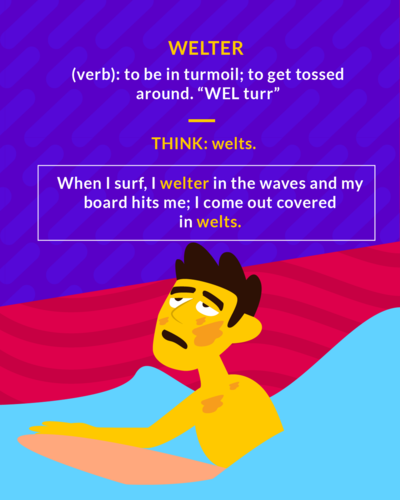 WELTER
(verb): to be in turmoil; to get tossed
around. “WEL turr”
THINK: welts.
When I surf, I welter in the waves and my
board hits me; I come out covered
in welts.